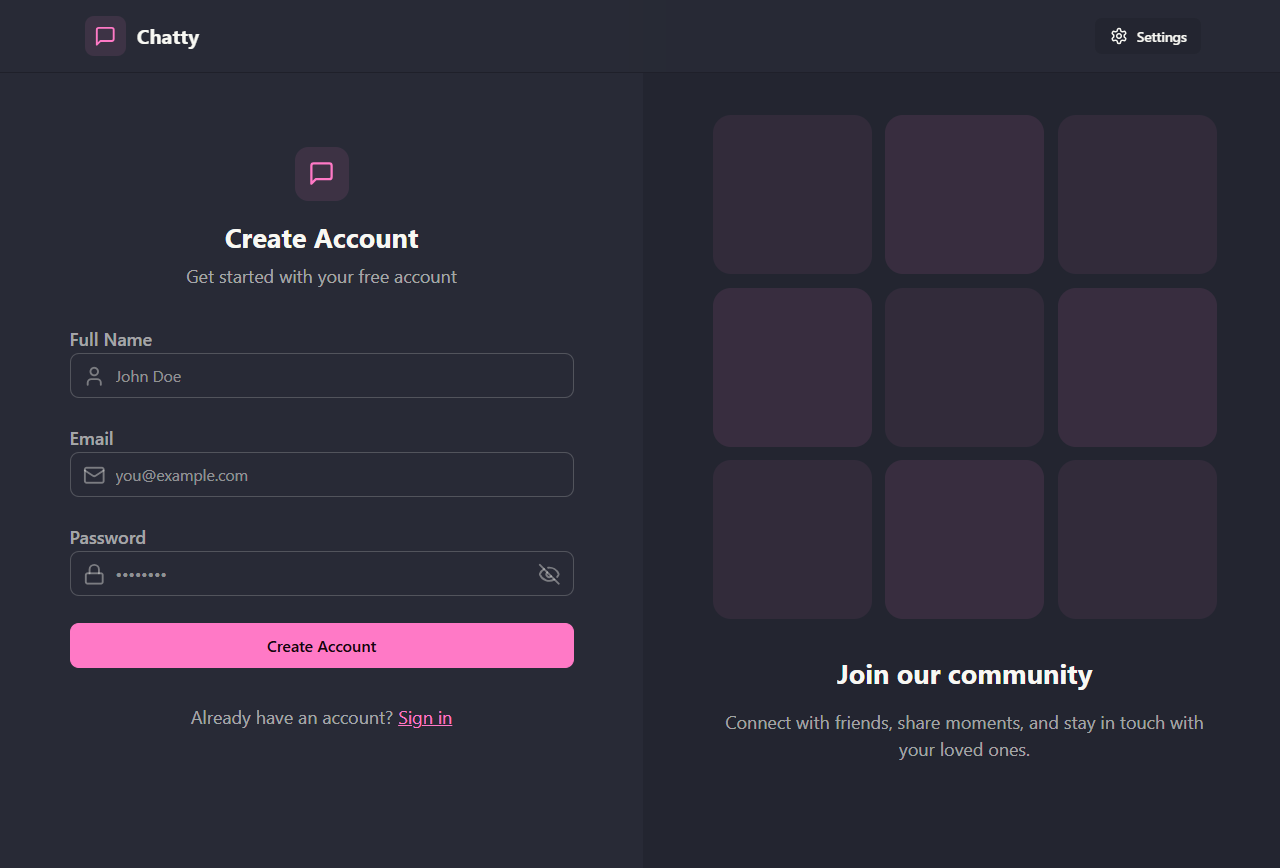 Chatty
Settings
Create Account
Get started with your free account
Full Name
John Doe
Email
you@example.com
Password
••••••••
Create Account
Already have an account? Sign in
Join our community
Connect with friends, share moments, and stay in touch with
your loved ones.